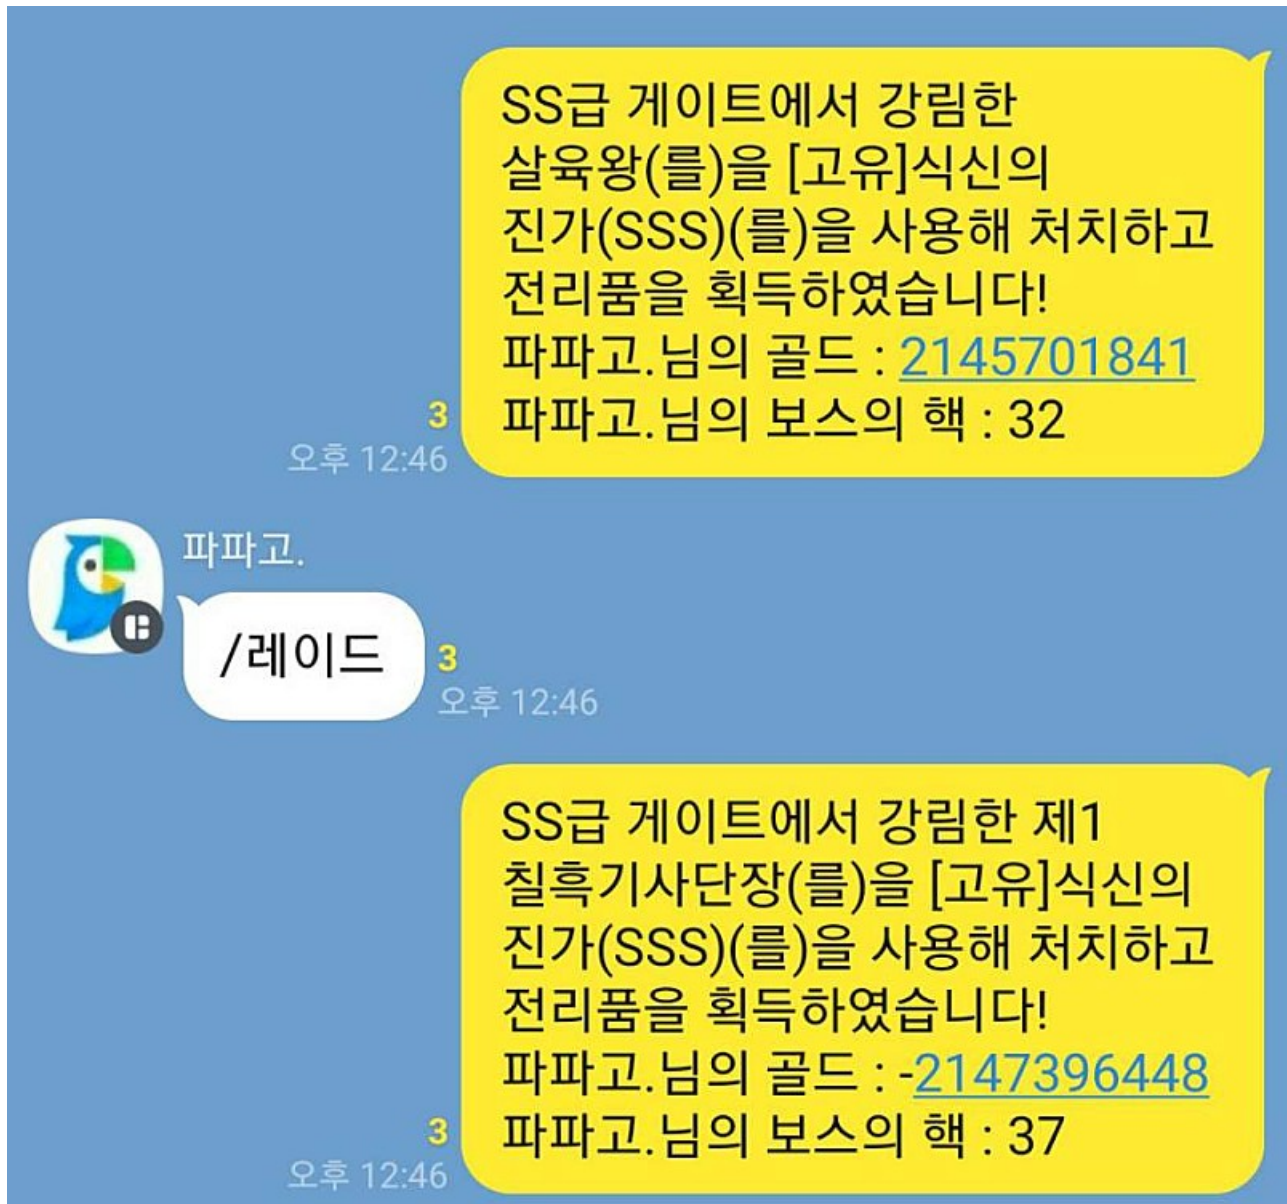 SS급 게이트에서 강림한
살육왕(를)을 [고유]식신의
진가(SSS)(를)을 사용해 처치하고
전리품을 획득하였습니다!
파파고.님의 골드 : 2145701841
파파고.님의 보스의 핵 : 32
3
오후 12:46
파파고.
/레이드
3
오후 12:46
SS급 게이트에서 강림한 제1
칠흑기사단장(를)을 [고유]식신의
진가(SSS)(를)을 사용해 처치하고
전리품을 획득하였습니다!
파파고.님의 골드 : -2147396448
파파고.님의 보스의 핵 : 37
3
오후 12:46